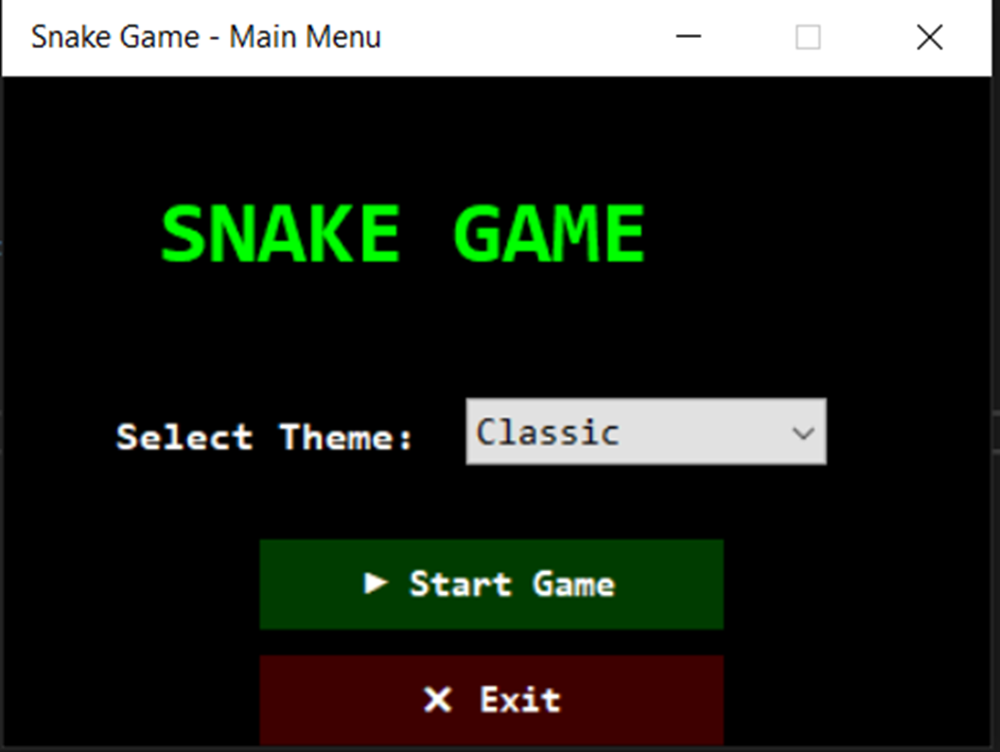 Snake Game - Main Menu
SNAKE GAME
Select Theme: Classic
▶ Start Game
✕ Exit